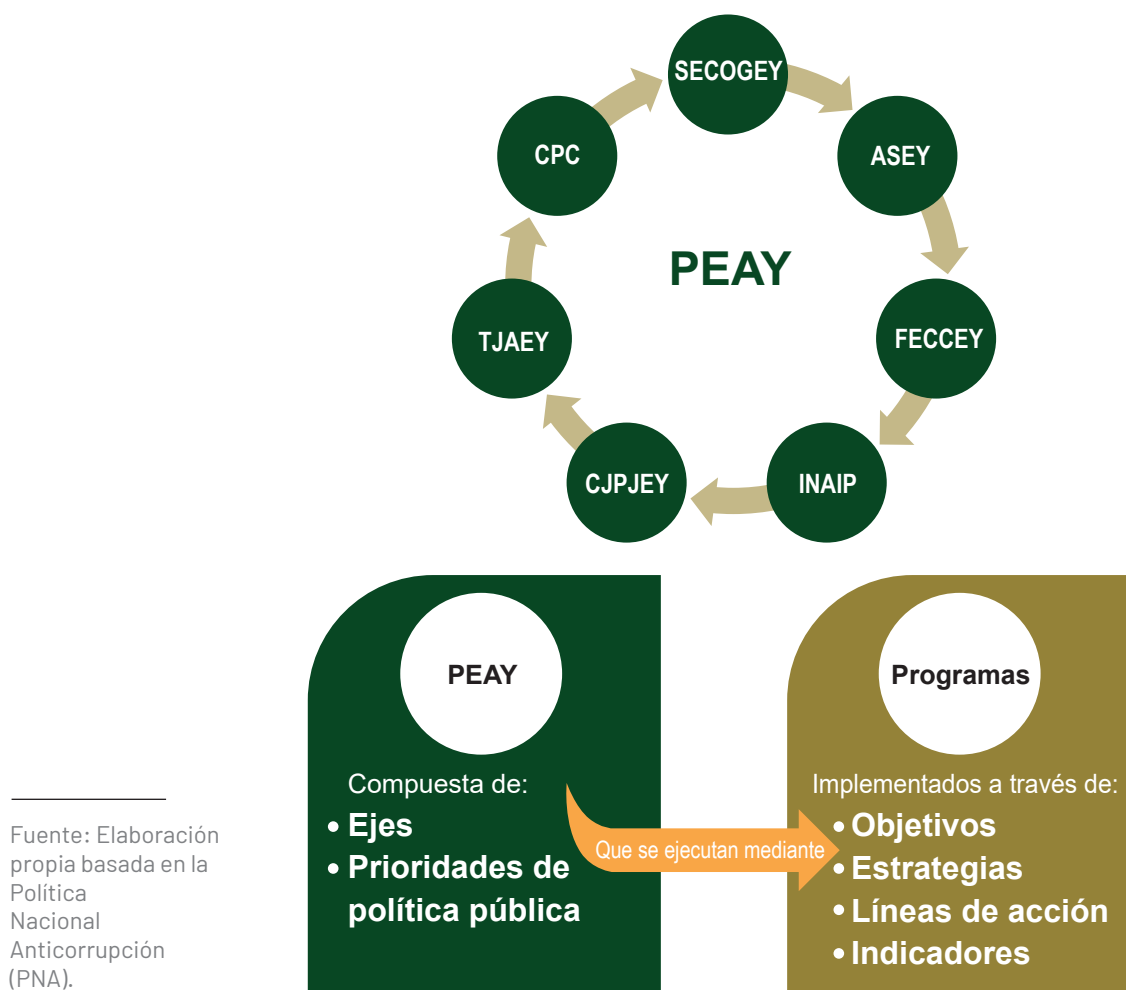 SECOGEY
CPC
ASEY
PEAY
TJAEY
FECCEY
CJPJEY
INAIP
PEAY
Compuesta de:
• Ejes
• Prioridades de
política pública
Que se ejecutan mediante
Programas
Implementados a través de:
• Objetivos
• Estrategias
• Líneas de acción
• Indicadores
Fuente: Elaboración
propia basada en la
Política
Nacional
Anticorrupción
(PNA).